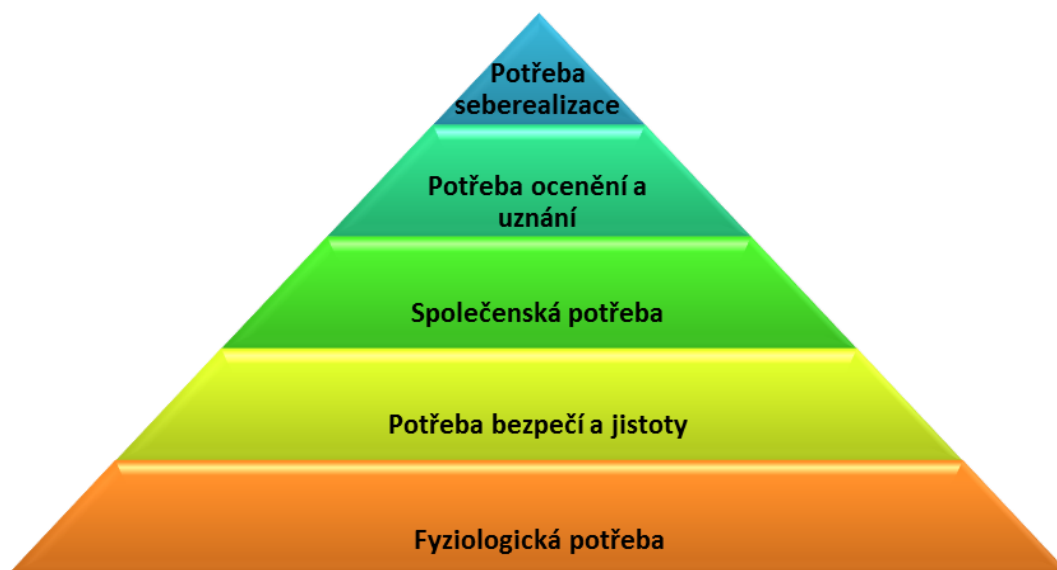 Potřeba
seberealizace
Potřeba ocenění a
uznání
Společenská potřeba
Potřeba bezpečí a jistoty
Fyziologická potřeba